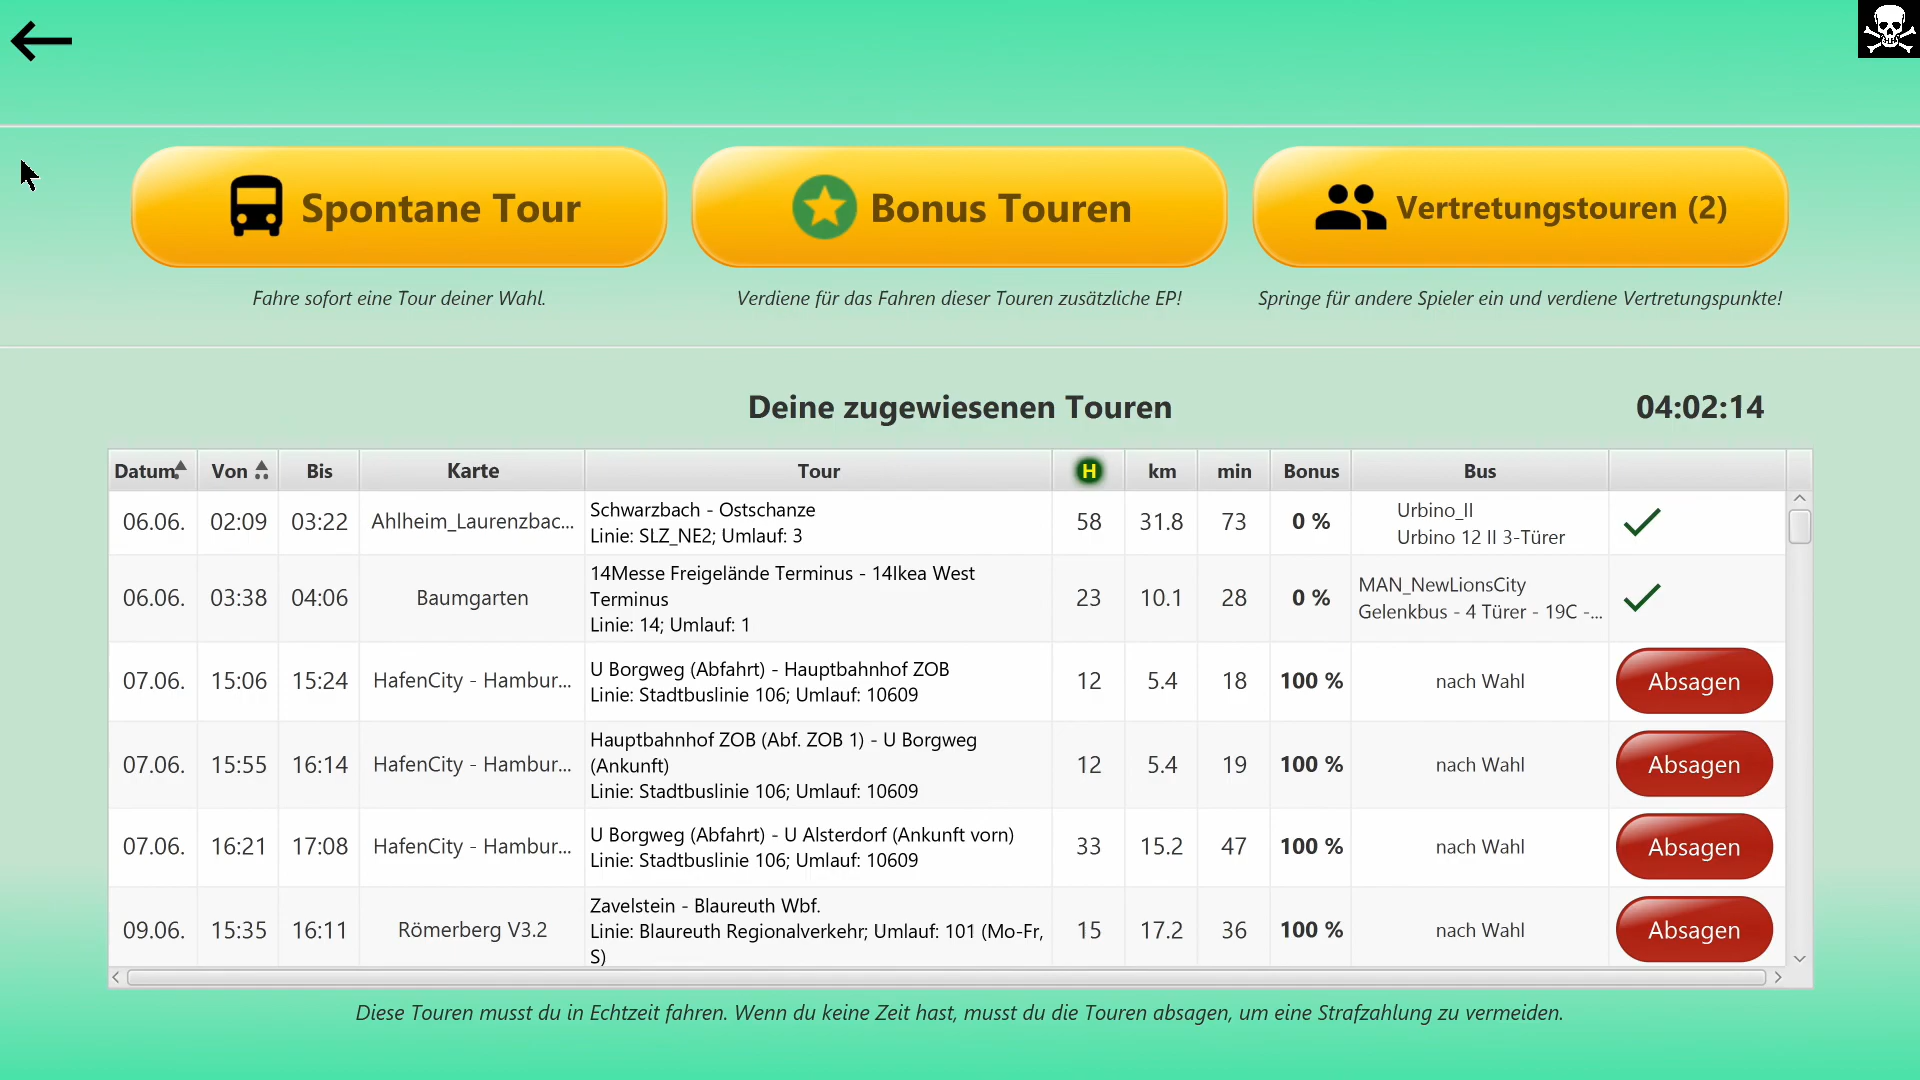 Spontane Tour
Bonus Touren
Vertretungstouren (2)
Fahre sofort eine Tour deiner Wahl.
Verdiene für das Fahren dieser Touren zusätzliche EP!
Springe für andere Spieler ein und verdiene Vertretungspunkte!
Deine zugewiesenen Touren
04:02:14
Datum Von Bis Karte Tour H km min Bonus Bus
06.06. 02:09 03:22 Ahlheim_Laurenzbac... Schwarzbach - Ostschanze 58 31.8 73 0 % Urbino_II
Linie: SLZ_NE2; Umlauf: 3 Urbino 12 II 3-Türer
06.06. 03:38 04:06 Baumgarten 14Messe Freigelände Terminus - 14Ikea West 23 10.1 28 0 % MAN_NewLionsCity
Terminus Gelenkbus - 4 Türer - 19C -...
Linie: 14; Umlauf: 1
07.06. 15:06 15:24 HafenCity - Hambur... U Borgweg (Abfahrt) - Hauptbahnhof ZOB 12 5.4 18 100 % nach Wahl Absagen
Linie: Stadtbuslinie 106; Umlauf: 10609
07.06. 15:55 16:14 HafenCity - Hambur... Hauptbahnhof ZOB (Abf. ZOB 1) - U Borgweg 12 5.4 19 100 % nach Wahl Absagen
(Ankunft)
Linie: Stadtbuslinie 106; Umlauf: 10609
07.06. 16:21 17:08 HafenCity - Hambur... U Borgweg (Abfahrt) - U Alsterdorf (Ankunft vorn) 33 15.2 47 100 % nach Wahl Absagen
Linie: Stadtbuslinie 106; Umlauf: 10609
09.06. 15:35 16:11 Römerberg V3.2 Zavelstein - Blaureuth Wbf. 15 17.2 36 100 % nach Wahl Absagen
Linie: Blaureuth Regionalverkehr; Umlauf: 101 (Mo-Fr,
S)
Diese Touren musst du in Echtzeit fahren. Wenn du keine Zeit hast, musst du die Touren absagen, um eine Strafzahlung zu vermeiden.